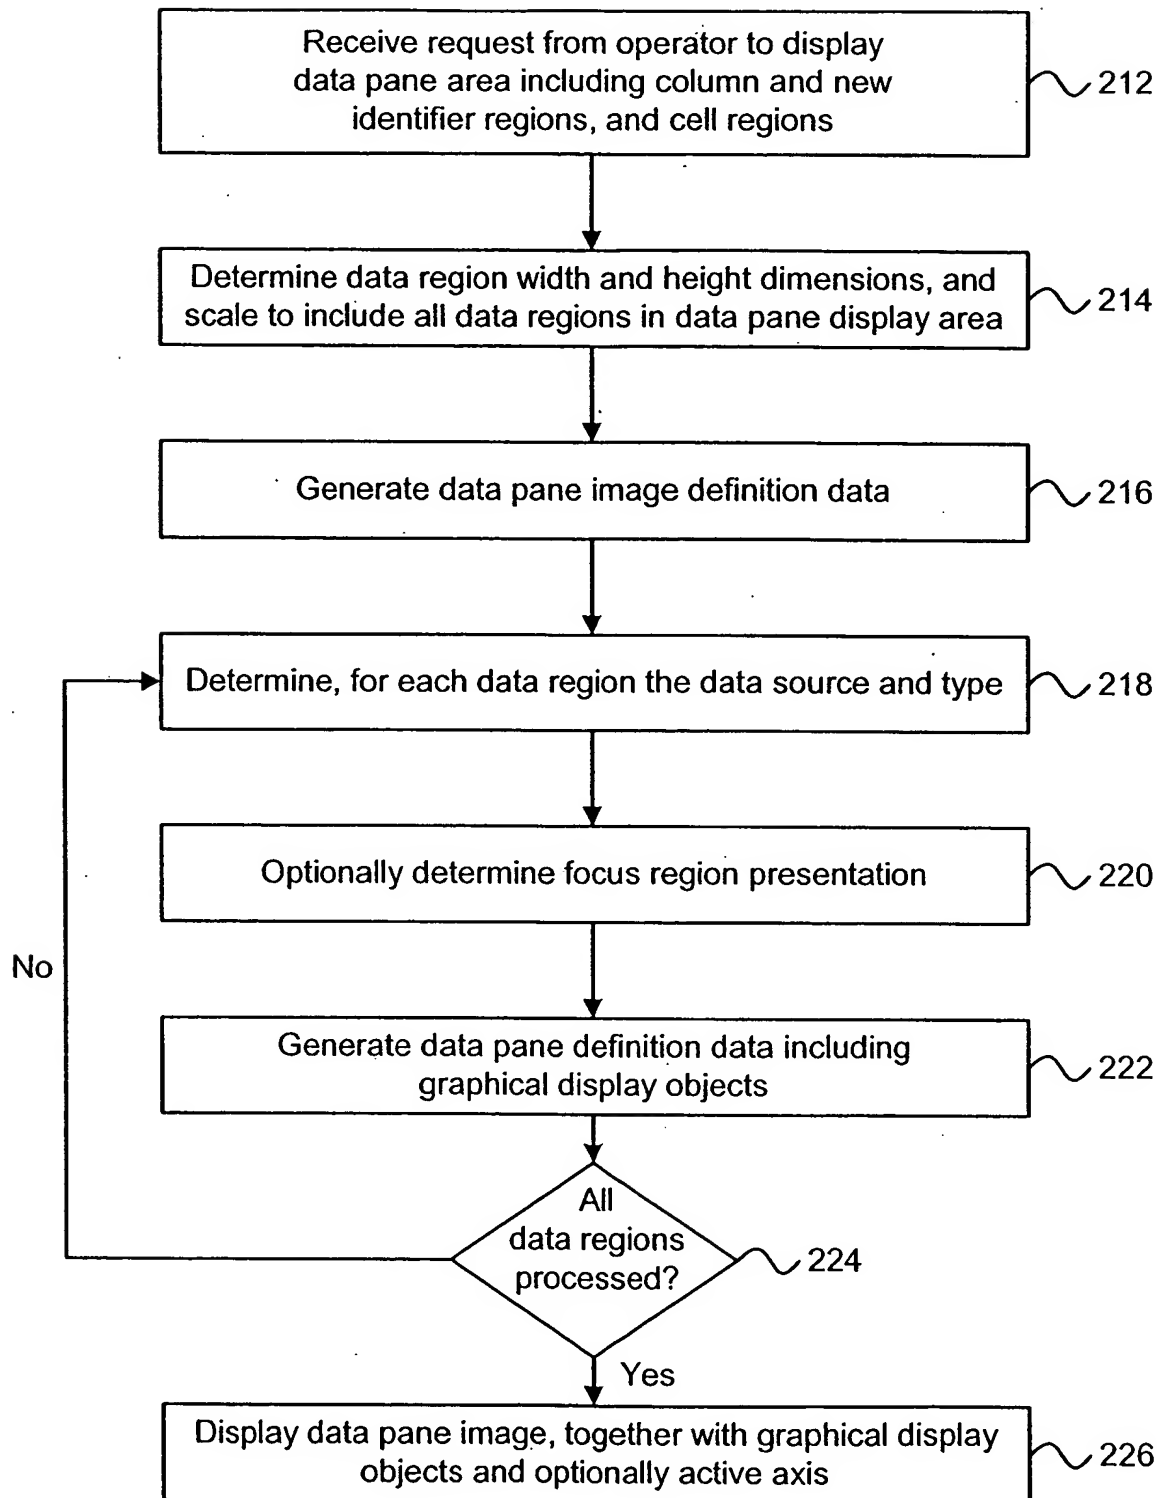 Receive request from operator to display
data pane area including column and new
identifier regions, and cell regions
212
Determine data region width and height dimensions, and
scale to include all data regions in data pane display area
214
Generate data pane image definition data
216
Determine, for each data region the data source and type
218
Optionally determine focus region presentation
220
No
Generate data pane definition data including
graphical display objects
222
All
data regions
processed?
224
Yes
Display data pane image, together with graphical display
objects and optionally active axis
226